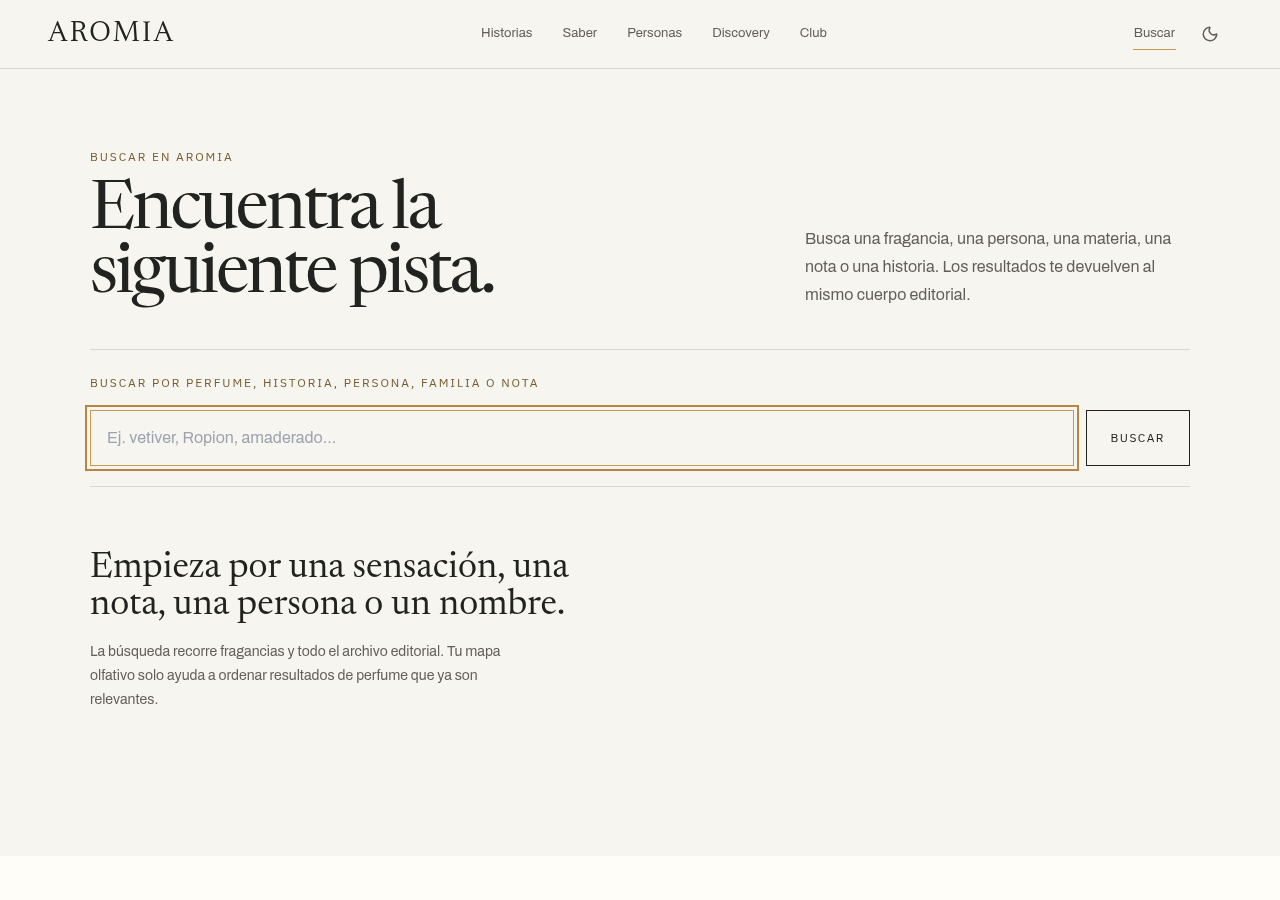 AROMIA
Historias
Saber
Personas
Discovery
Club
Buscar
BUSCAR EN AROMIA
Encuentra la
siguiente pista.
Busca una fragancia, una persona, una materia, una
nota o una historia. Los resultados te devuelven al
mismo cuerpo editorial.
BUSCAR POR PERFUME, HISTORIA, PERSONA, FAMILIA O NOTA
Ej. vetiver, Ropion, amaderado...
BUSCAR
Empieza por una sensación, una
nota, una persona o un nombre.
La búsqueda recorre fragancias y todo el archivo editorial. Tu mapa
olfativo solo ayuda a ordenar resultados de perfume que ya son
relevantes.